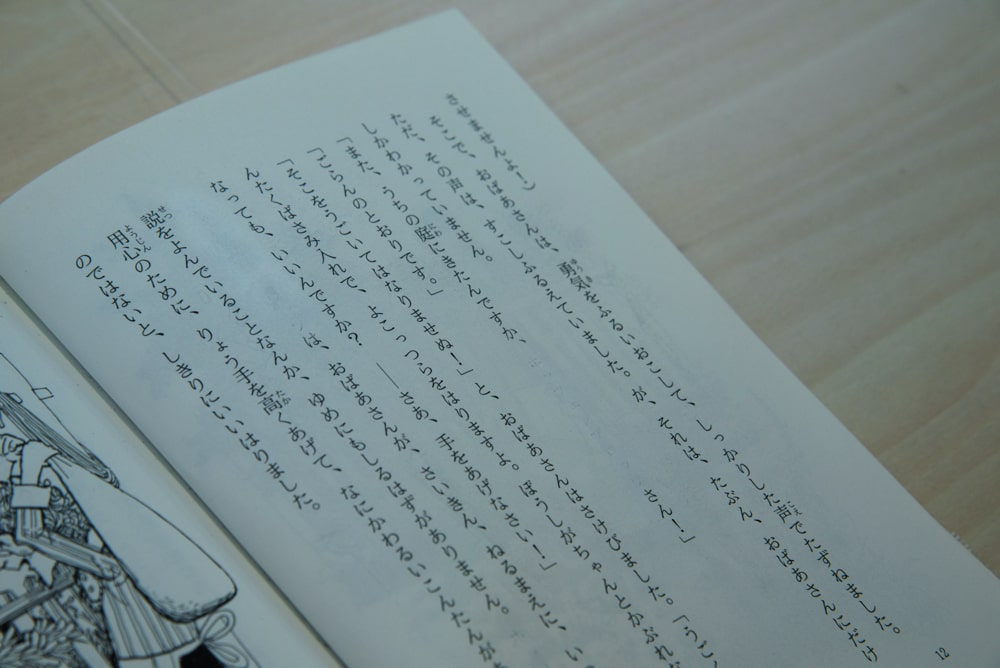 させませんよ！）
そこで、おばあさんは、勇気をふるいおこして、しっかりした声でたずねました。
ただ、その声は、すこしふるえていました。が、それは、たぶん、おばあさんにだけ
しかわかっていません。
「また、うちの庭にきたんですか、 さん！」
「ごらんのとおりです。」
「そこをうごいてはなりませぬ！」と、おばあさんはさけびました。「うご
んたくばさみ入れで、よこっつらをはりますよ。ぼうしがちゃんとかぶれ
なっても、いいんですか？ ――さあ、手をあげなさい！」
は、おばあさんが、さいきん、ねるまえに、い
説をよんでいることなんか、ゆめにもしるはずがありません。
用心のために、りょう手を高くあげて、なにかわるいこんたんが
のではないと、しきりにいいはりました。
12